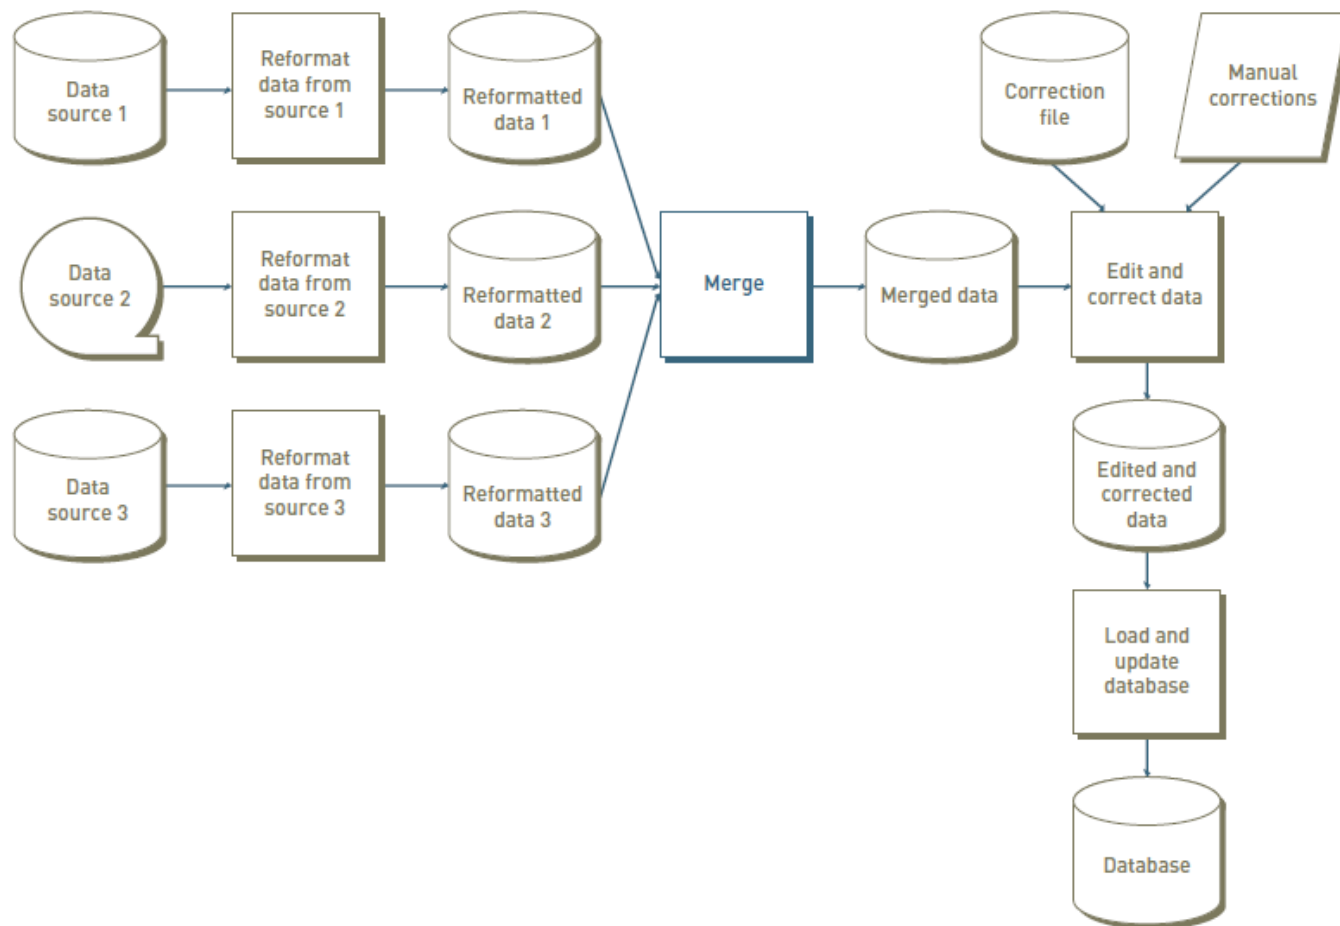 Data
source 1
Reformat
data from
source 1
Reformatted
data 1
Correction
file
Manual
corrections
Data
source 2
Reformat
data from
source 2
Reformatted
data 2
Merge
Merged data
Edit and
correct data
Data
source 3
Reformat
data from
source 3
Reformatted
data 3
Edited and
corrected
data
Load and
update
database
Database